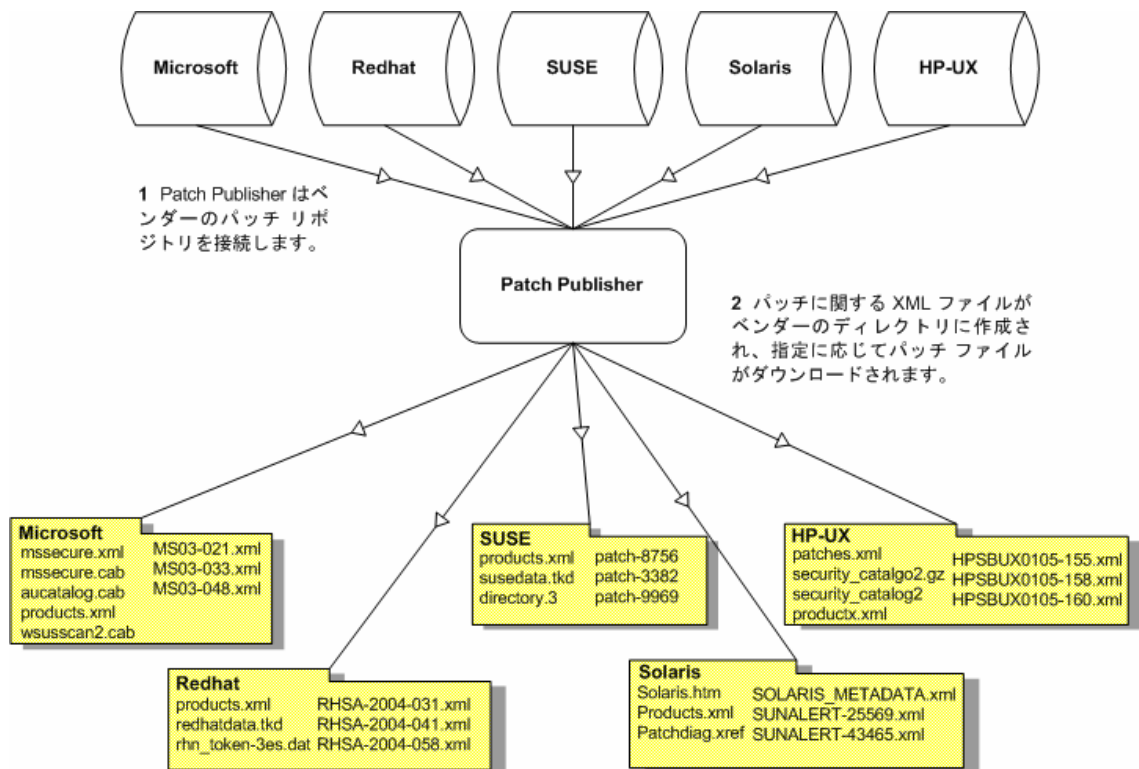 Microsoft
Redhat
SUSE
Solaris
HP-UX
1 Patch Publisher はベ
ンダーのパッチ リポ
ジトリを接続します。
Patch Publisher
2 パッチに関する XML ファイルが
ベンダーのディレクトリに作成さ
れ、指定に応じてパッチ ファイル
がダウンロードされます。
Microsoft
mssecure.xml
mssecure.cab
aucatalog.cab
products.xml
wsusscan2.cab
MS03-021.xml
MS03-033.xml
MS03-048.xml
SUSE
products.xml
susedata.tkd
directory.3
patch-8756
patch-3382
patch-9969
HP-UX
patches.xml
security_catalgo2.gz
security_catalog2
productx.xml
HPSBUX0105-155.xml
HPSBUX0105-158.xml
HPSBUX0105-160.xml
Redhat
products.xml
redhatdata.tkd
rhn_token-3es.dat
RHSA-2004-031.xml
RHSA-2004-041.xml
RHSA-2004-058.xml
Solaris
Solaris.htm
Products.xml
Patchdiag.xref
SOLARIS_METADATA.xml
SUNALERT-25569.xml
SUNALERT-43465.xml